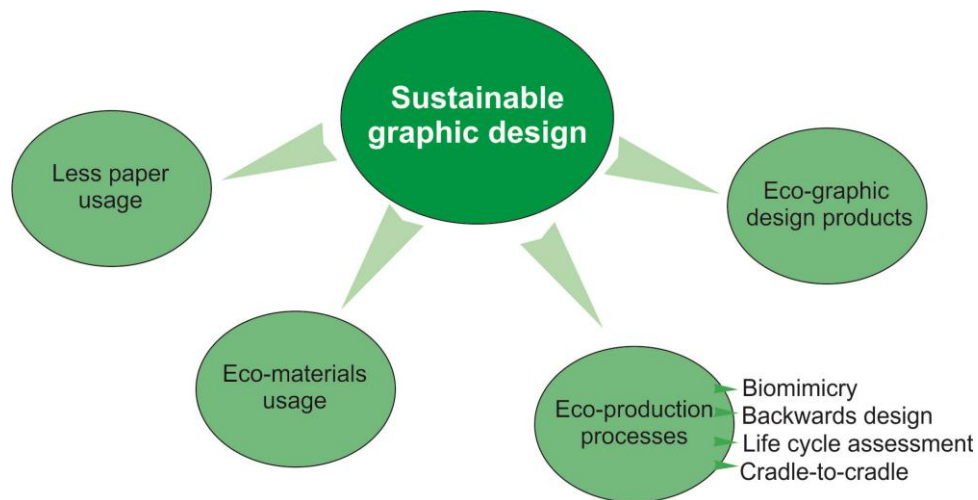 Sustainable
graphic design
Less paper
usage
Eco-graphic
design products
Eco-materials
usage
Eco-production
processes
Biomimicry
Backwards design
Life cycle assessment
Cradle-to-cradle